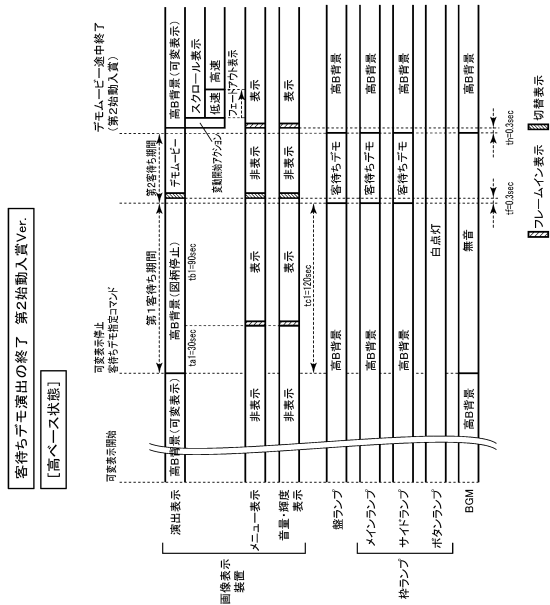 客待ちデモ演出の終了 第2始動入賞Ver.
[高ベース状態]
可変表示開始
可変表示停止
客待ちデモ指定コマンド
デモムービー途中終了
(第2始動入賞)
第1客待ち期間
第2客待ち期間
画像表示
装置
演出表示
高B背景(可変表示)
高B背景(図柄停止)
デモムービー
高B背景(可変表示)
スクロール表示
低速
高速
変動開始アクション
フェードアウト表示
ta1=30sec
tb1=90sec
メニュー表示
非表示
表示
非表示
表示
音量・輝度
表示
非表示
表示
非表示
表示
tc1=120sec
盤ランプ
高B背景
客待ちデモ
高B背景
枠ランプ
メインランプ
高B背景
客待ちデモ
高B背景
サイドランプ
高B背景
客待ちデモ
高B背景
ボタンランプ
白点灯
BGM
高B背景
無音
高B背景
tf=0.3sec
th=0.3sec
フレームイン表示
切替表示